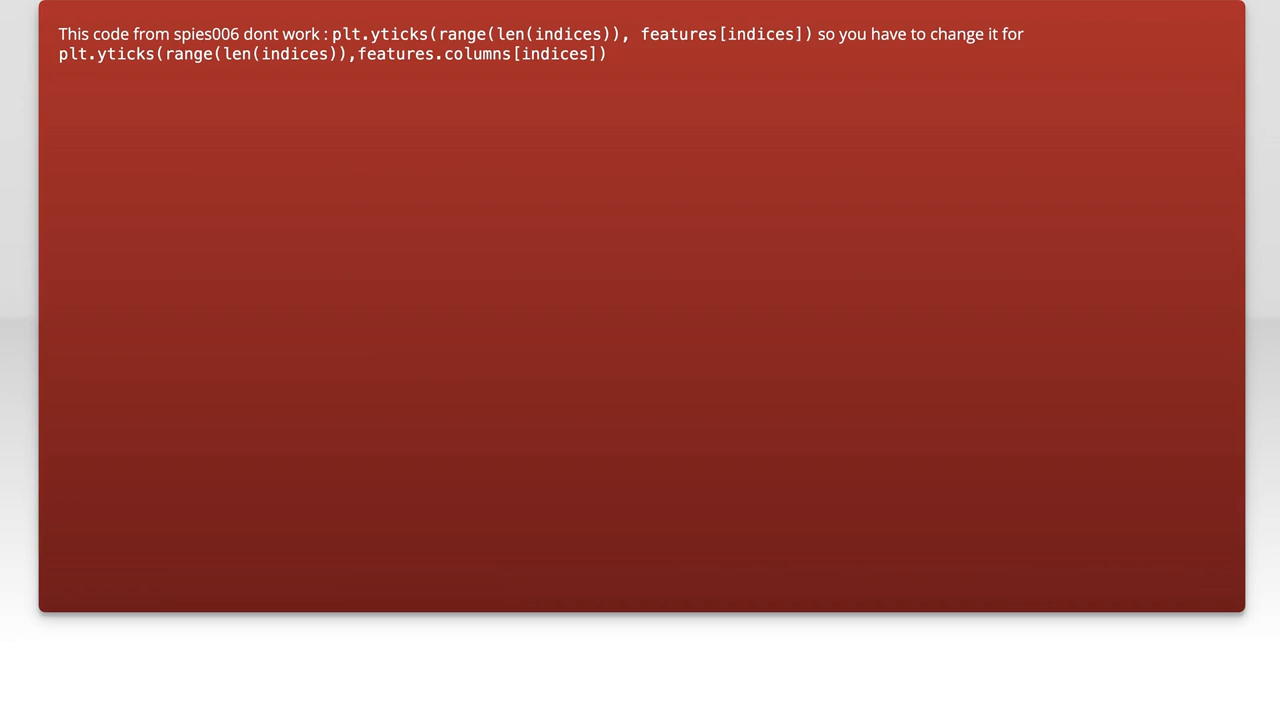 This code from spies006 dont work : plt.yticks(range(len(indices)), features[indices]) so you have to change it for
plt.yticks(range(len(indices)),features.columns[indices])